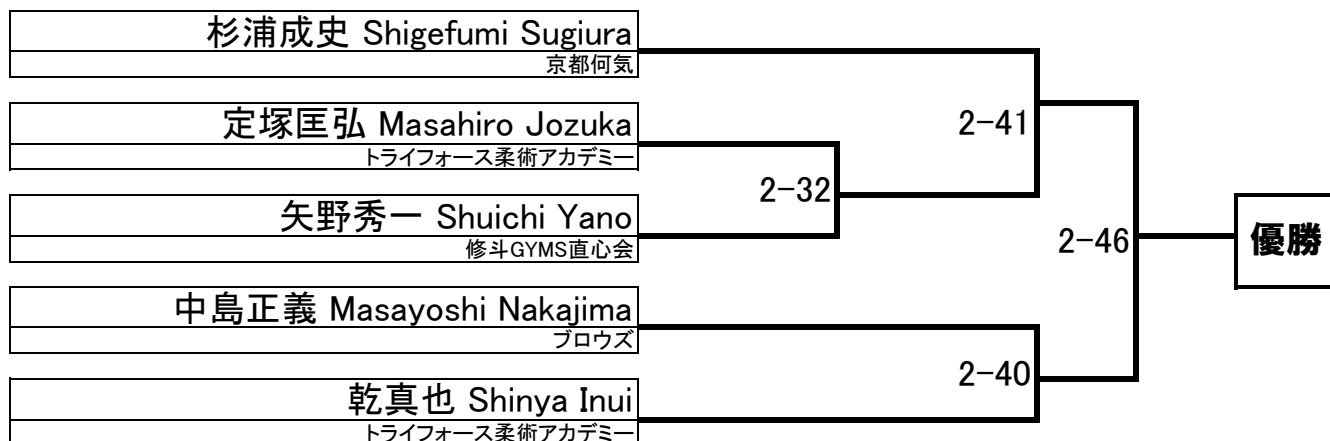 杉浦成史 Shigefumi Sugiura
京都何気
定塚匡弘 Masahiro Jozuka
トライフォース柔術アカデミー
矢野秀一 Shuichi Yano
修斗GYMS直心会
中島正義 Masayoshi Nakajima
ブロウズ
乾真也 Shinya Inui
トライフォース柔術アカデミー
2-41
2-32
2-46
優勝
2-40